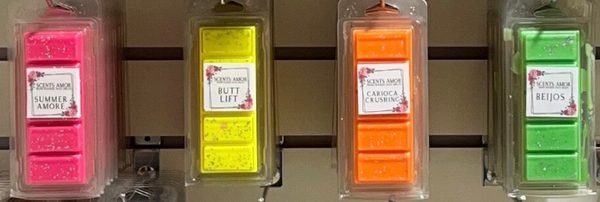 SCENTS AMOR
SUMMER
AMORE
SCENTS AMOR
BUTT
LIFT
SCENTS AMOR
CARIOCA
CRUSHING
SCENTS AMOR
BEIJOS